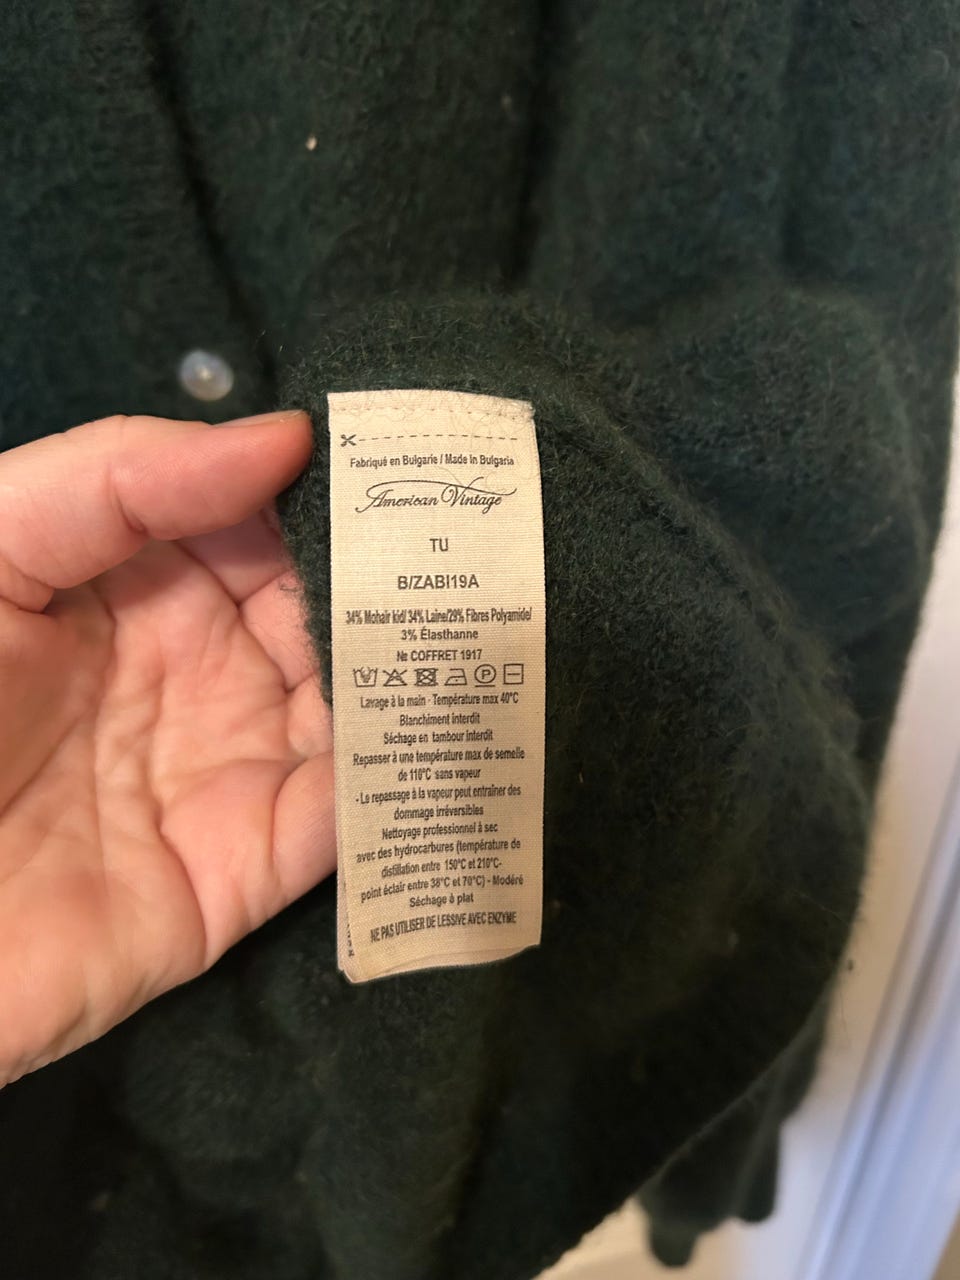 Fabriqué en Bulgarie / Made in Bulgaria
American Vintage
TU
B/ZABI19A
34% Mohair kid/ 34% Laine/29% Fibres Polyamide/
3% Élasthanne
№ COFFRET 1917
P
Lavage à la main - Température max 40°C
Blanchiment interdit
Séchage en tambour interdit
Repasser à une température max de semelle
de 110°C sans vapeur
- Le repassage à la vapeur peut entraîner des
dommage irréversibles
Nettoyage professionnel à sec
avec des hydrocarbures (température de
distillation entre 150°C et 210°C-
point éclair entre 38°C et 70°C) - Modéré
Séchage à plat
NE PAS UTILISER DE LESSIVE AVEC ENZYME